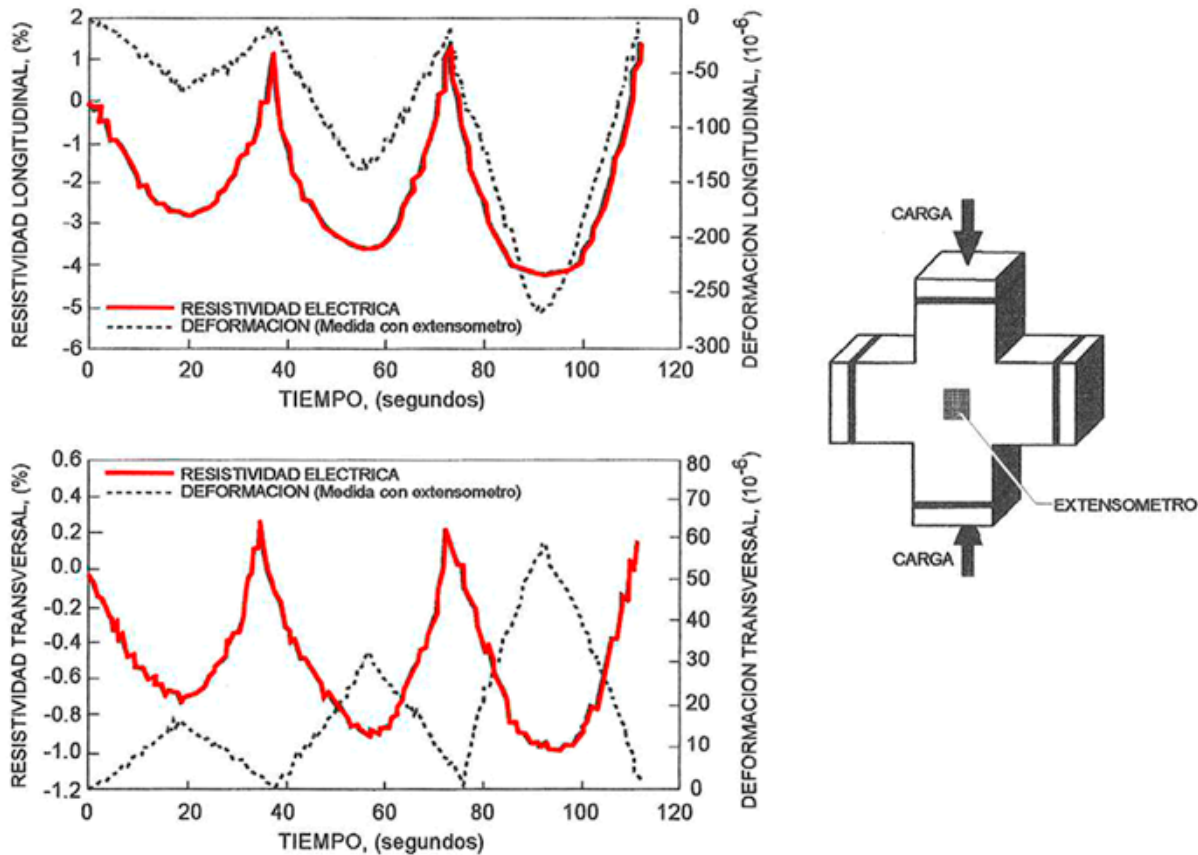 RESISTIVIDAD LONGITUDINAL, (%)
2
1
0
-1
-2
-3
-4
-5
-6
RESISTIVIDAD ELECTRICA
DEFORMACION (Medida con extensometro)
0
-50
-100
-150
-200
-250
-300
DEFORMACION LONGITUDINAL, (10⁻⁶)
0 20 40 60 80 100 120
TIEMPO, (segundos)
RESISTIVIDAD TRANSVERSAL, (%)
0.6
0.4
0.2
0.0
-0.2
-0.4
-0.6
-0.8
-1.0
-1.2
RESISTIVIDAD ELECTRICA
DEFORMACION (Medida con extensometro)
80
70
60
50
40
30
20
10
0
DEFORMACION TRANSVERSAL, (10⁻⁶)
0 20 40 60 80 100 120
TIEMPO, (segundos)
CARGA
EXTENSOMETRO
CARGA